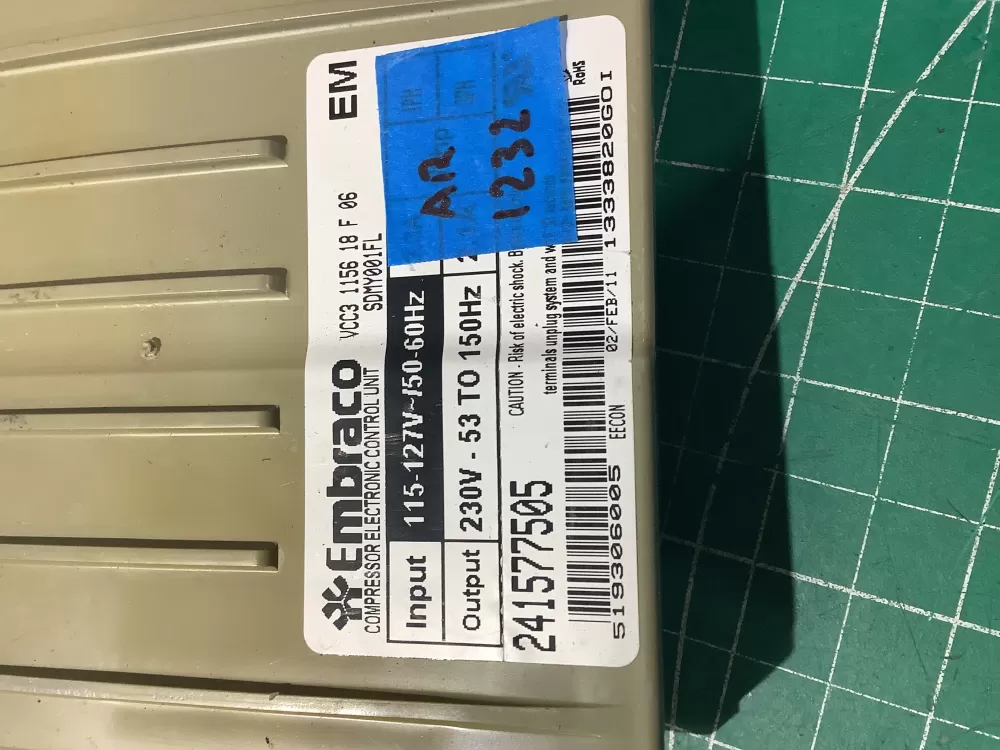 Embraco VCC3 1156 18 F 06 EM
COMPRESSOR ELECTRONIC CONTROL UNIT SDMY001FL
Input 115-127V~/50-60Hz
Output 230V - 53 TO 150Hz
AR
1232
241577505
CAUTION - Risk of electric shock.
terminals unplug system and
RoHS
519306005 EECON 02/FEB/11 1333820G0I